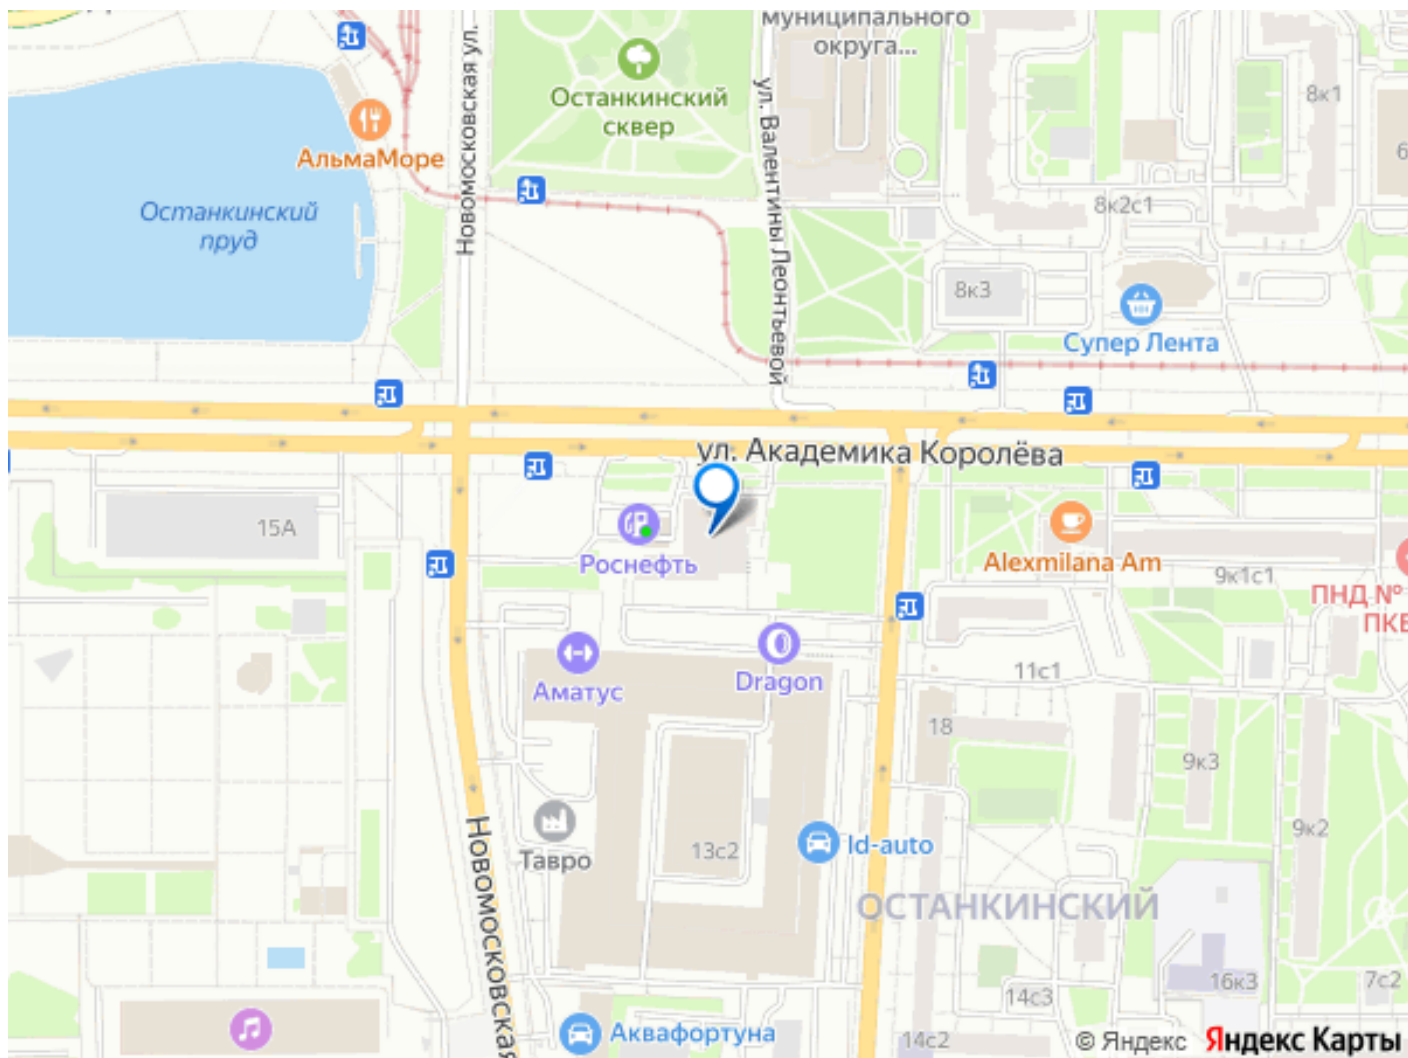 муниципального
округа...
Новомосковская ул.
ул. Валентины Леонтьевой
Останкинский
сквер
8к1
АльмаМоре
Останкинский
пруд
8к2с1
8к3
Супер Лента
ул. Академика Королёва
15А
Роснефть
Alexmilana Am
9к1с1
ПНД №
Аматус
Dragon
11с1
18
9к3
9к2
Тавро
13с2
Id-auto
ОСТАНКИНСКИЙ
Новомосковская
16к3
7с2
14с3
Аквафортуна
14с2
© Яндекс Яндекс Карты